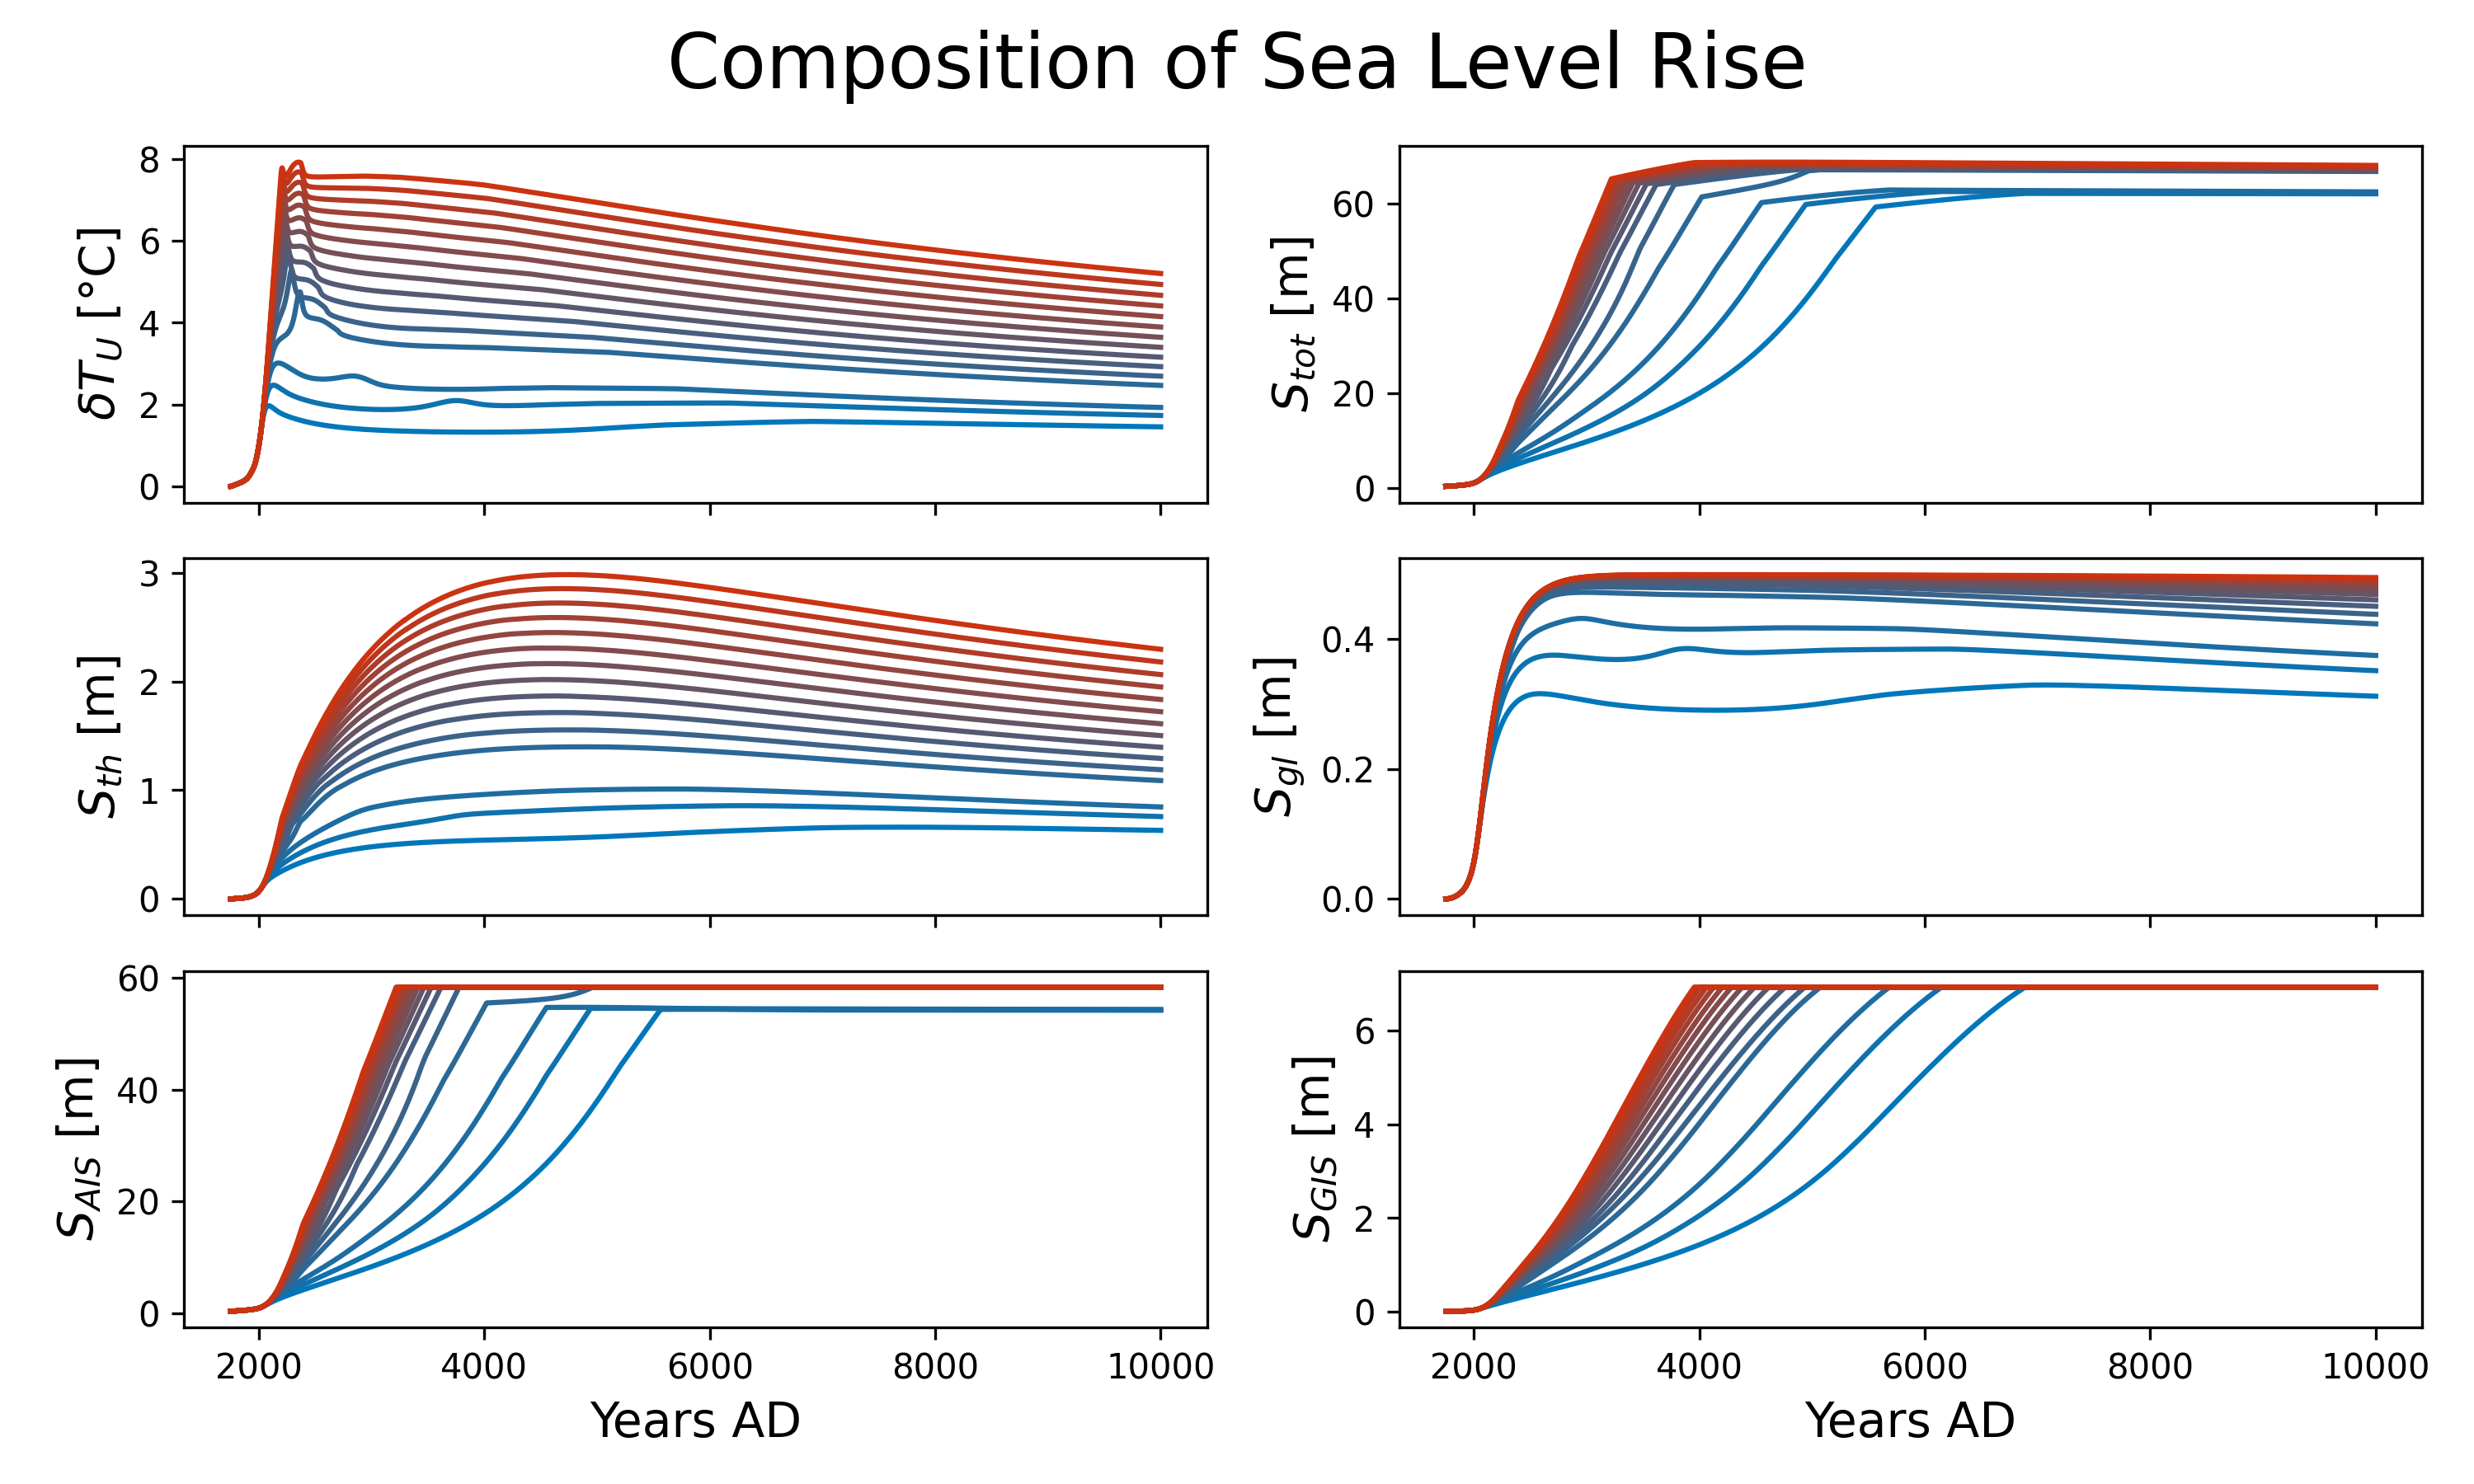 Composition of Sea Level Rise
δT_U [°C]
8
6
4
2
0
S_tot [m]
60
40
20
0
S_th [m]
3
2
1
0
S_gl [m]
0.4
0.2
0.0
S_AIS [m]
60
40
20
0
2000 4000 6000 8000 10000
Years AD
S_GIS [m]
6
4
2
0
2000 4000 6000 8000 10000
Years AD